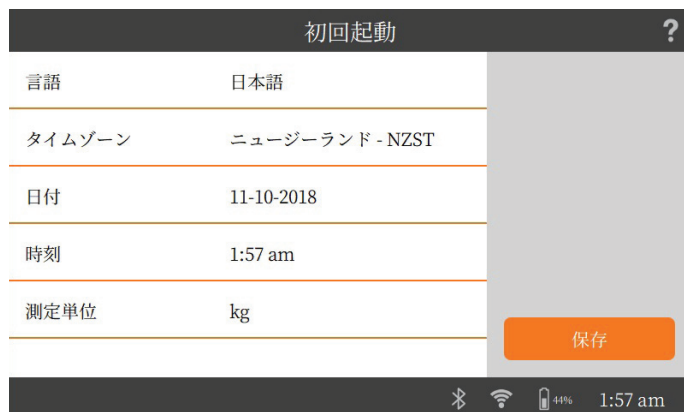 初回起動
?
言語 日本語
タイムゾーン ニュージーランド - NZST
日付 11-10-2018
時刻 1:57 am
測定単位 kg
保存
44% 1:57 am